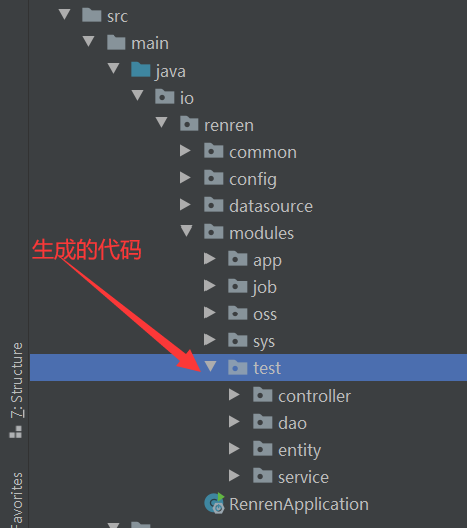 src
main
java
io
renren
common
config
datasource
modules
生成的代码
app
job
oss
sys
test
controller
dao
entity
service
RenrenApplication
7: Structure
Favorites